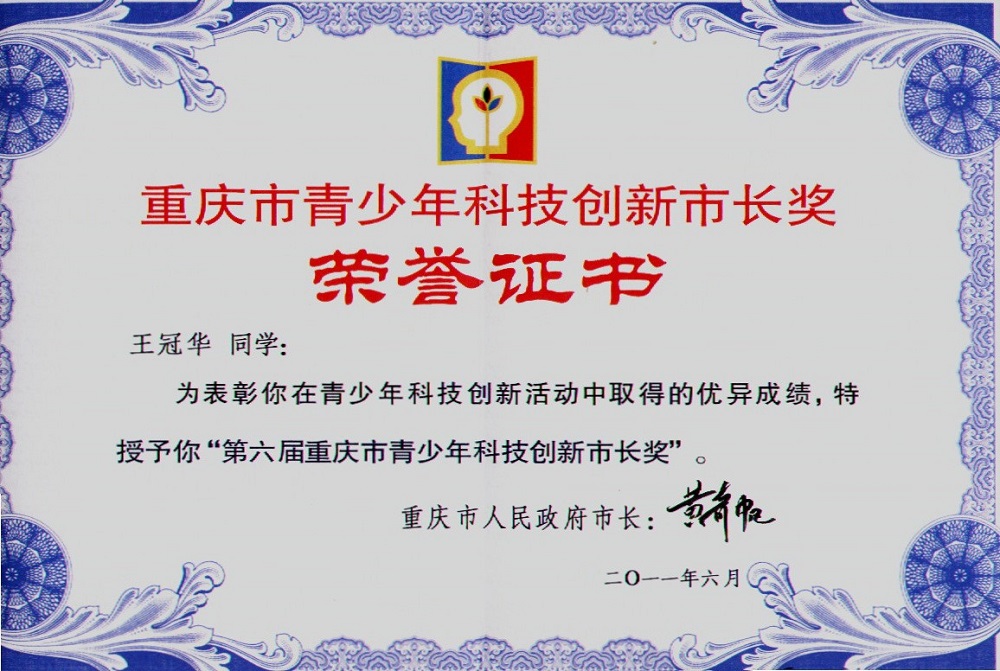 重庆市青少年科技创新市长奖
荣誉证书
王冠华 同学：
为表彰你在青少年科技创新活动中取得的优异成绩，特
授予你“第六届重庆市青少年科技创新市长奖”。
重庆市人民政府市长：黄奇帆
二O一一年六月